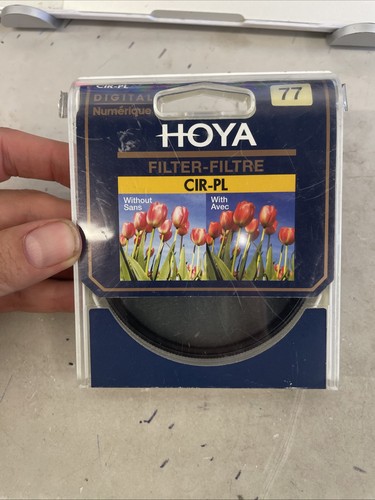 CIR-PL
DIGITAL
Numérique
77
HOYA
FILTER-FILTRE
CIR-PL
Without
Sans
With
Avec